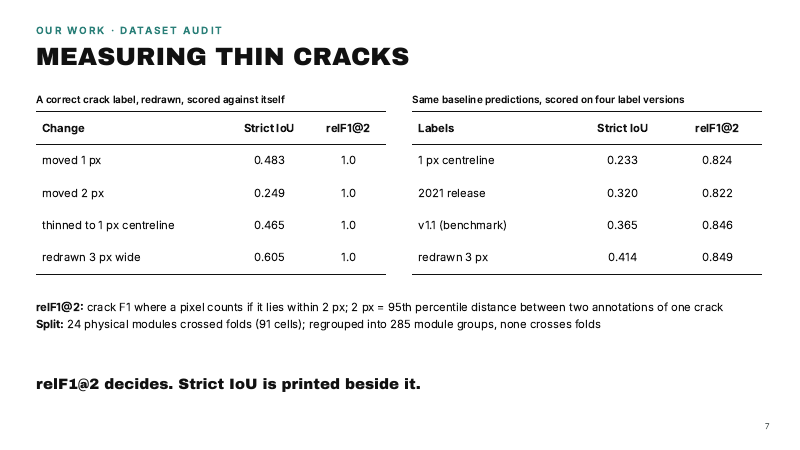 OUR WORK · DATASET AUDIT
MEASURING THIN CRACKS
A correct crack label, redrawn, scored against itself
Change Strict IoU relF1@2
moved 1 px 0.483 1.0
moved 2 px 0.249 1.0
thinned to 1 px centreline 0.465 1.0
redrawn 3 px wide 0.605 1.0
Same baseline predictions, scored on four label versions
Labels Strict IoU relF1@2
1 px centreline 0.233 0.824
2021 release 0.320 0.822
v1.1 (benchmark) 0.365 0.846
redrawn 3 px 0.414 0.849
relF1@2: crack F1 where a pixel counts if it lies within 2 px; 2 px = 95th percentile distance between two annotations of one crack
Split: 24 physical modules crossed folds (91 cells); regrouped into 285 module groups, none crosses folds
relF1@2 decides. Strict IoU is printed beside it.
7